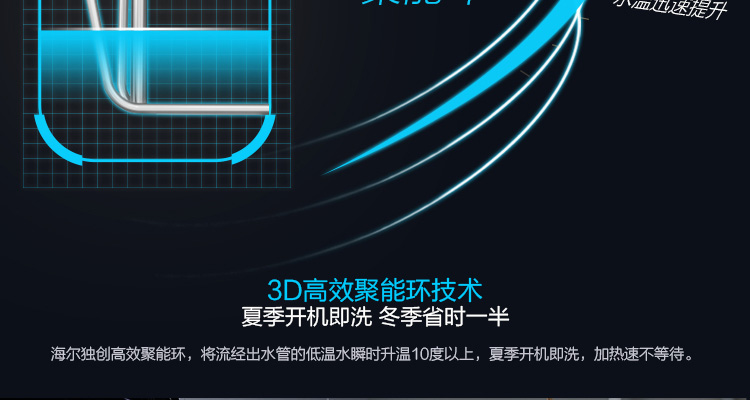 水温迅速提升
3D高效聚能环技术
夏季开机即洗 冬季省时一半
海尔独创高效聚能环，将流经出水管的低温水瞬时升温10度以上，夏季开机即洗，加热速不等待。